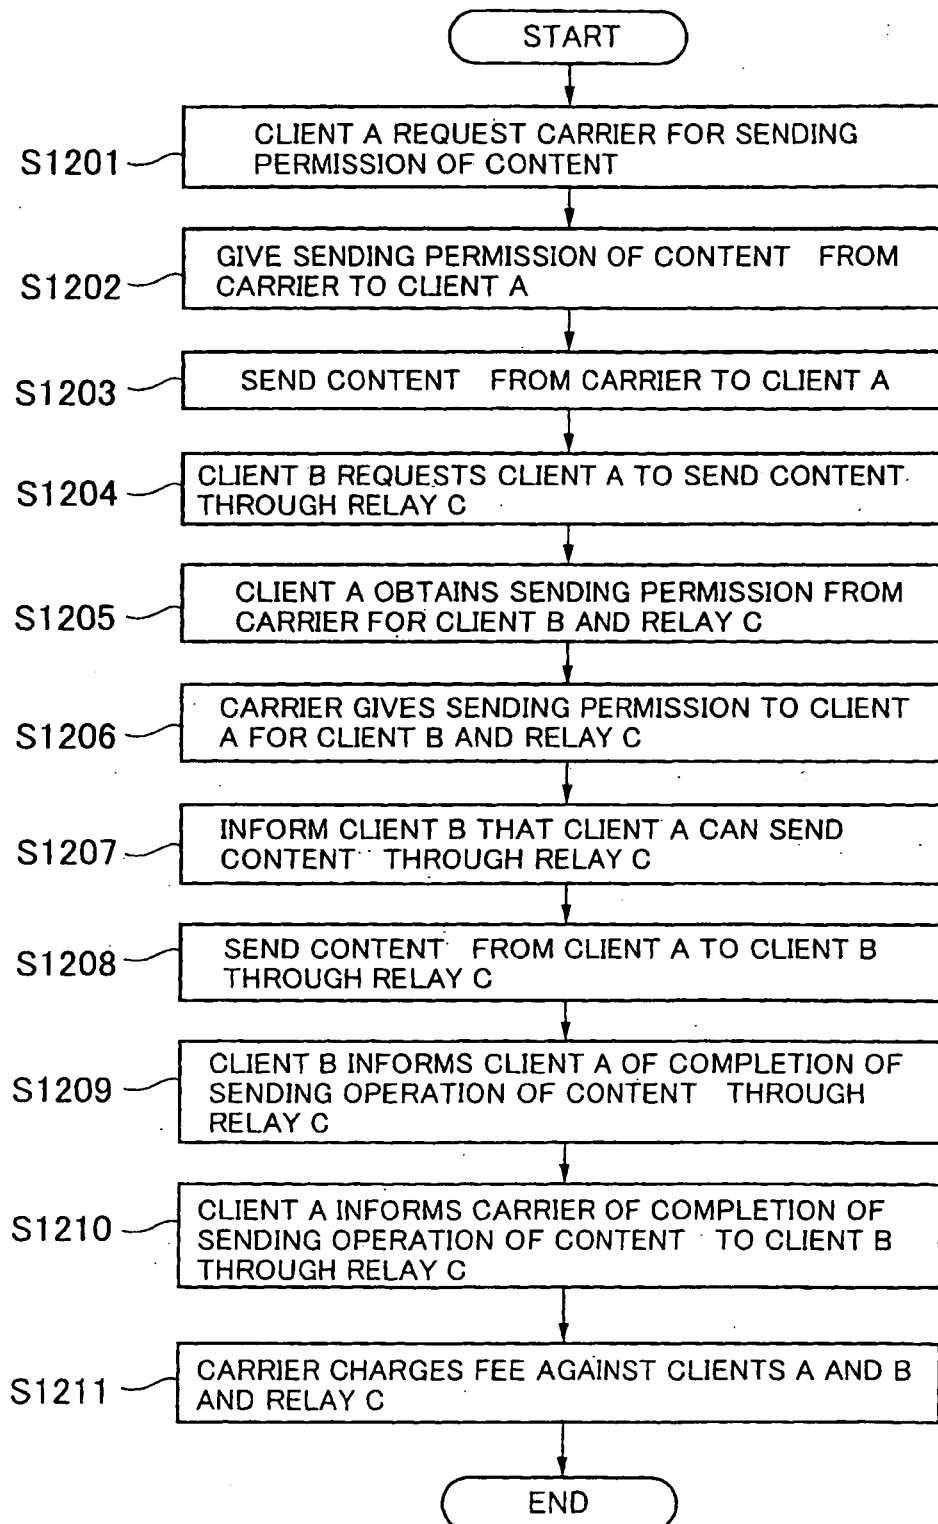 START
S1201
CLIENT A REQUEST CARRIER FOR SENDING
PERMISSION OF CONTENT
S1202
GIVE SENDING PERMISSION OF CONTENT FROM
CARRIER TO CLIENT A
S1203
SEND CONTENT FROM CARRIER TO CLIENT A
S1204
CLIENT B REQUESTS CLIENT A TO SEND CONTENT
THROUGH RELAY C
S1205
CLIENT A OBTAINS SENDING PERMISSION FROM
CARRIER FOR CLIENT B AND RELAY C
S1206
CARRIER GIVES SENDING PERMISSION TO CLIENT
A FOR CLIENT B AND RELAY C
S1207
INFORM CLIENT B THAT CLIENT A CAN SEND
CONTENT THROUGH RELAY C
S1208
SEND CONTENT FROM CLIENT A TO CLIENT B
THROUGH RELAY C
S1209
CLIENT B INFORMS CLIENT A OF COMPLETION OF
SENDING OPERATION OF CONTENT THROUGH
RELAY C
S1210
CLIENT A INFORMS CARRIER OF COMPLETION OF
SENDING OPERATION OF CONTENT TO CLIENT B
THROUGH RELAY C
S1211
CARRIER CHARGES FEE AGAINST CLIENTS A AND B
AND RELAY C
END